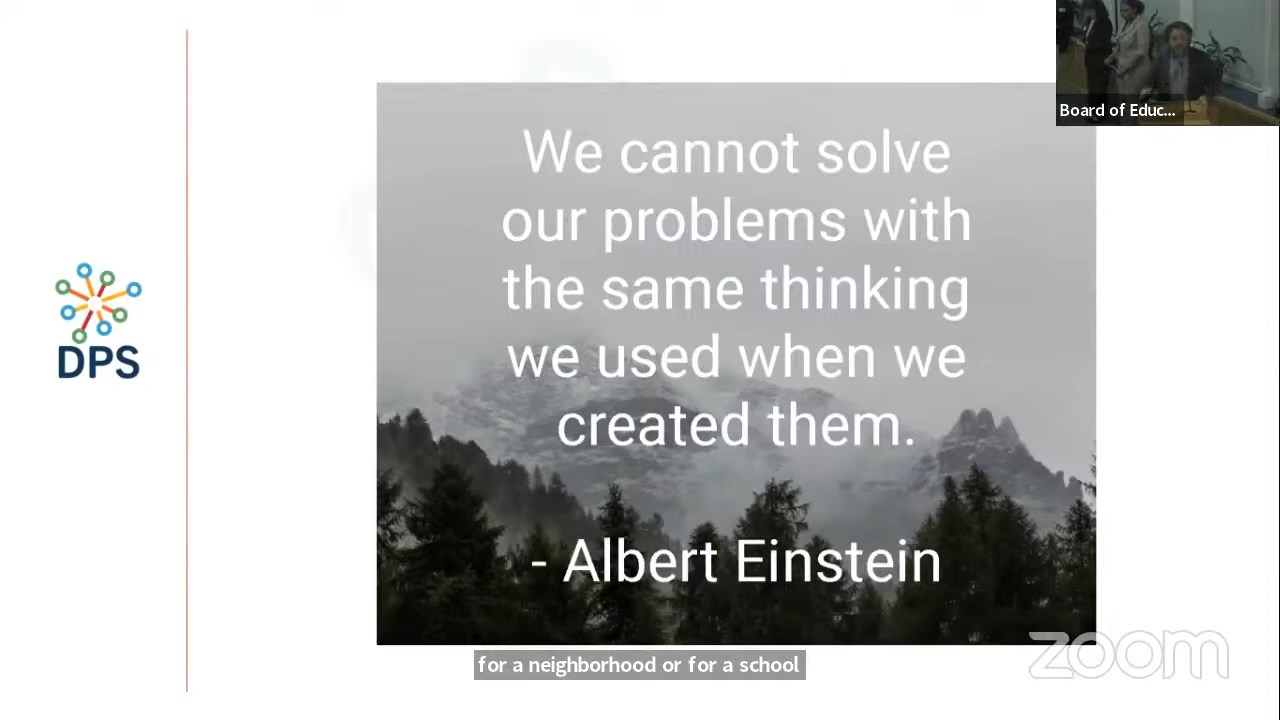 Board of Educ...
We cannot solve
our problems with
the same thinking
we used when we
created them.
- Albert Einstein
DPS
for a neighborhood or for a school
zoom